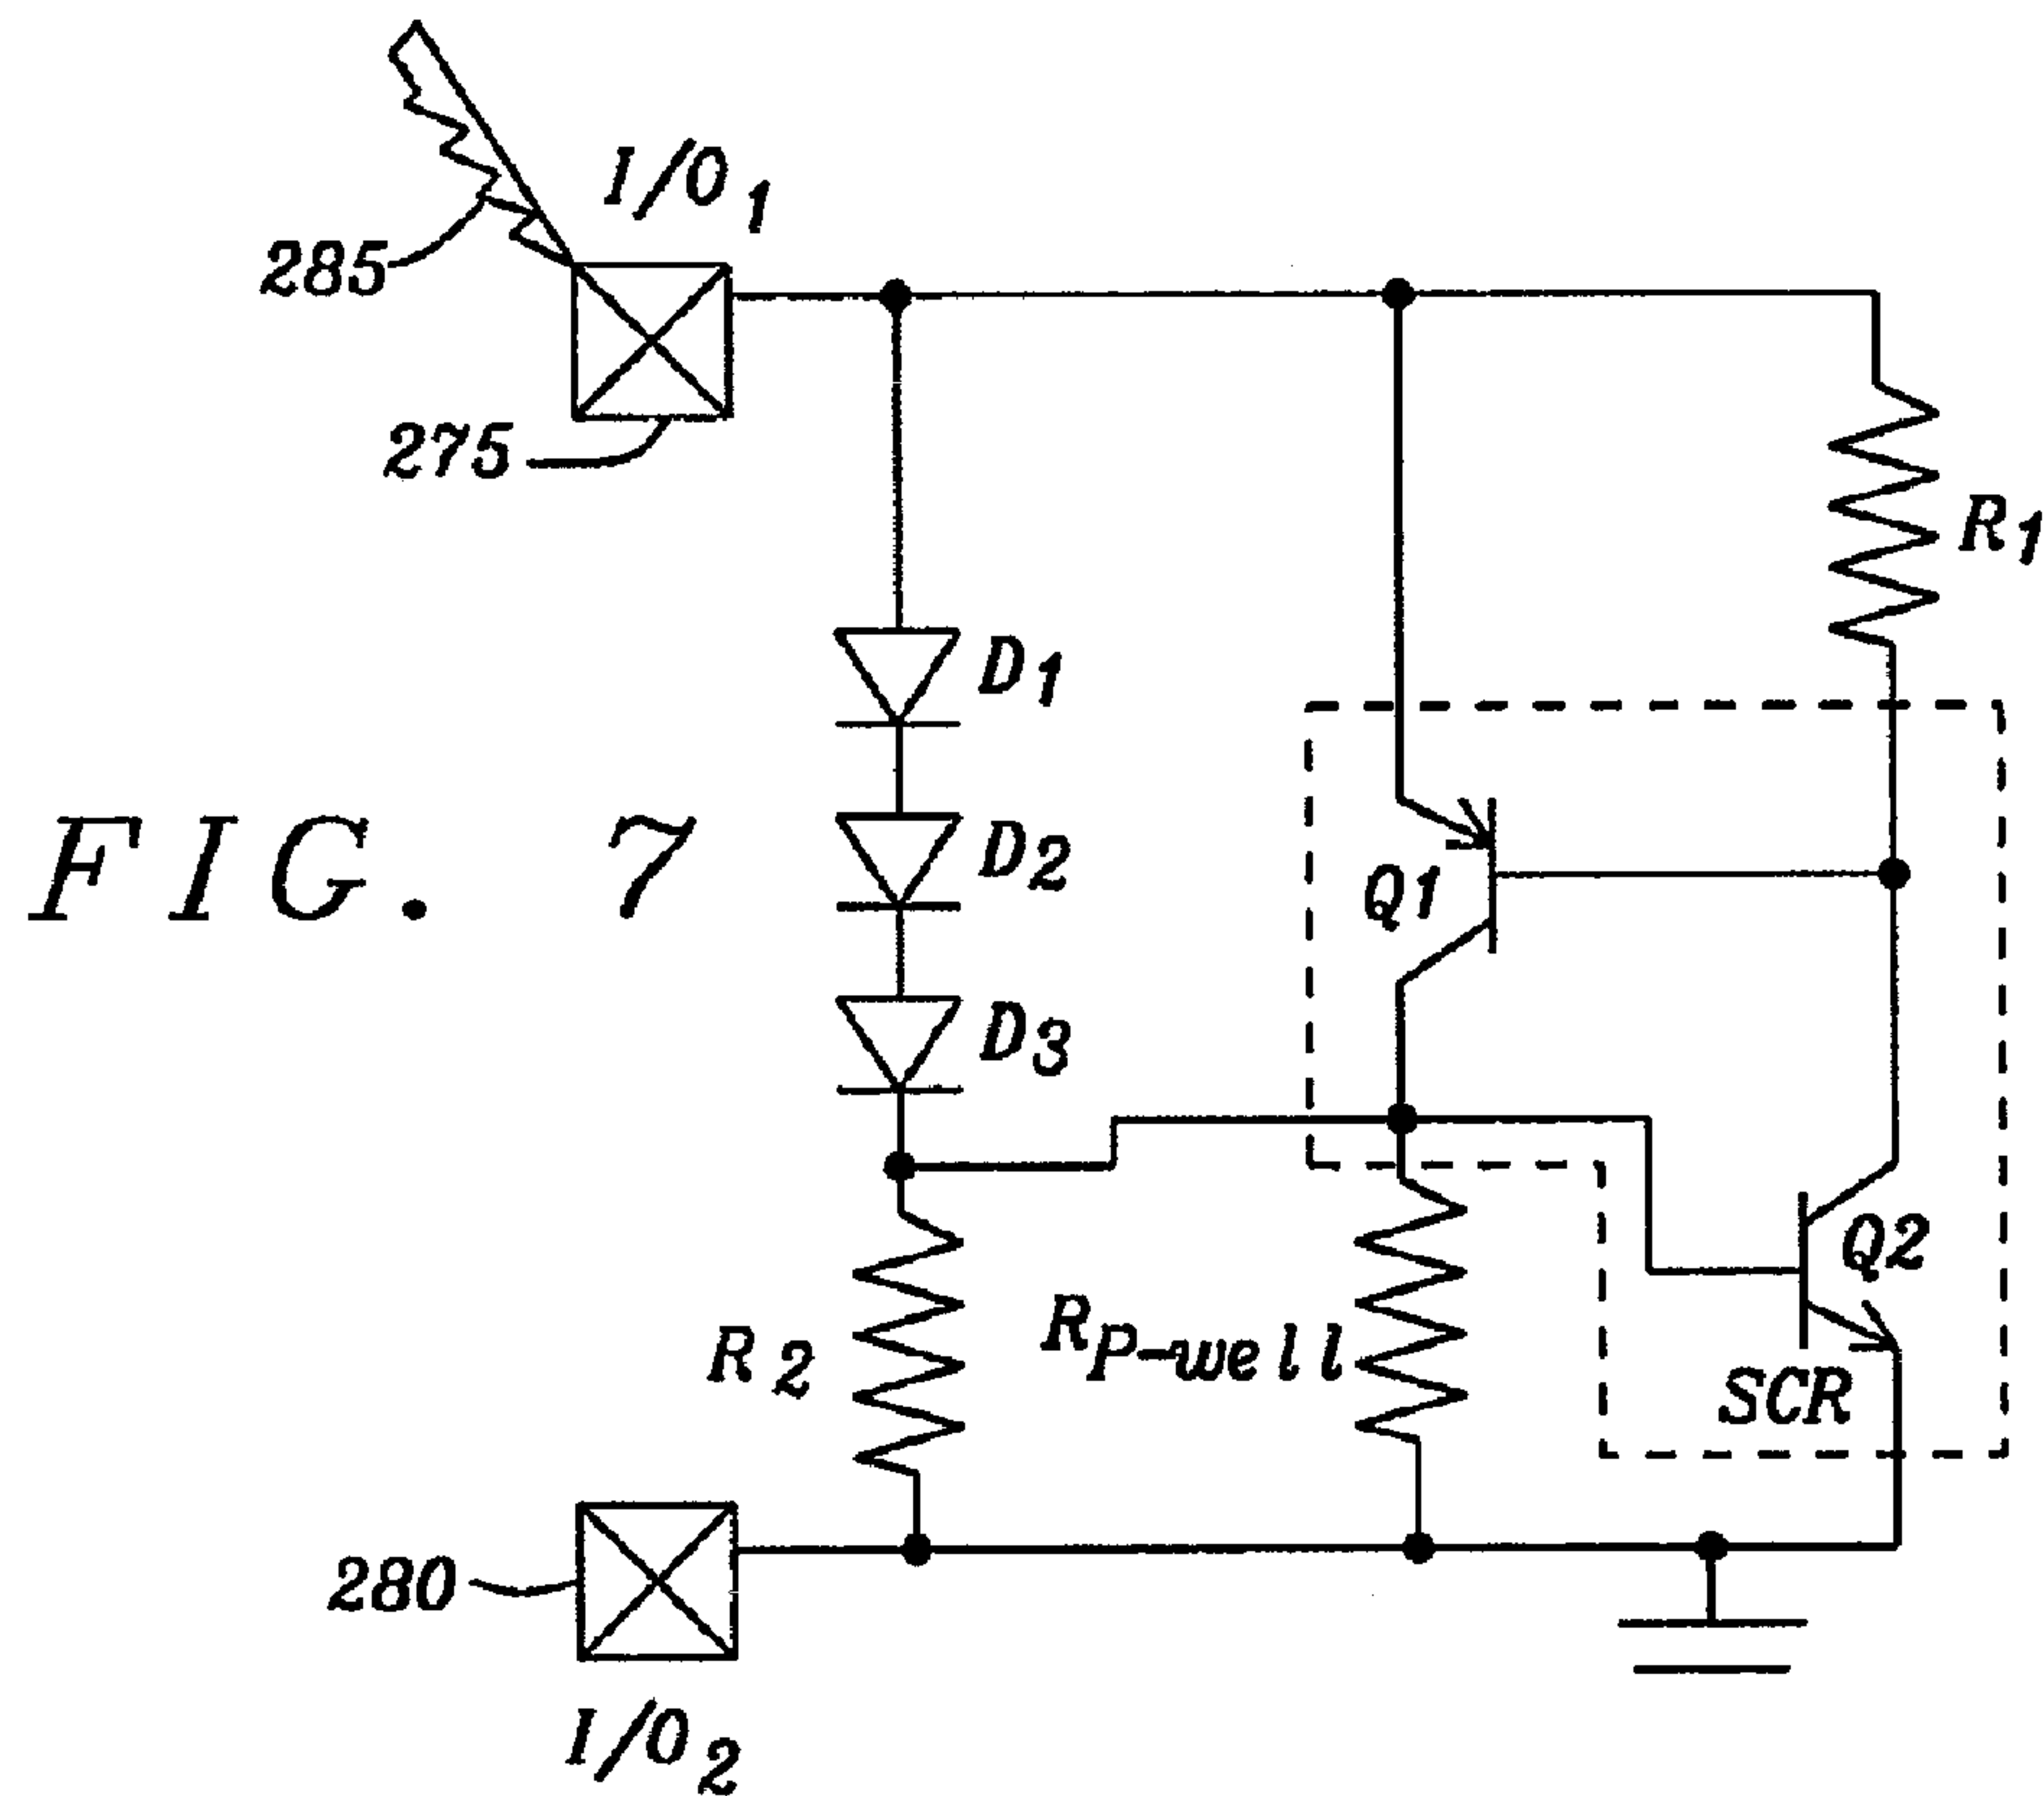 I/O1
285
275
R1
D1
FIG. 7
D2
Q1
D3
Q2
R2
RP-well
SCR
280
I/O2